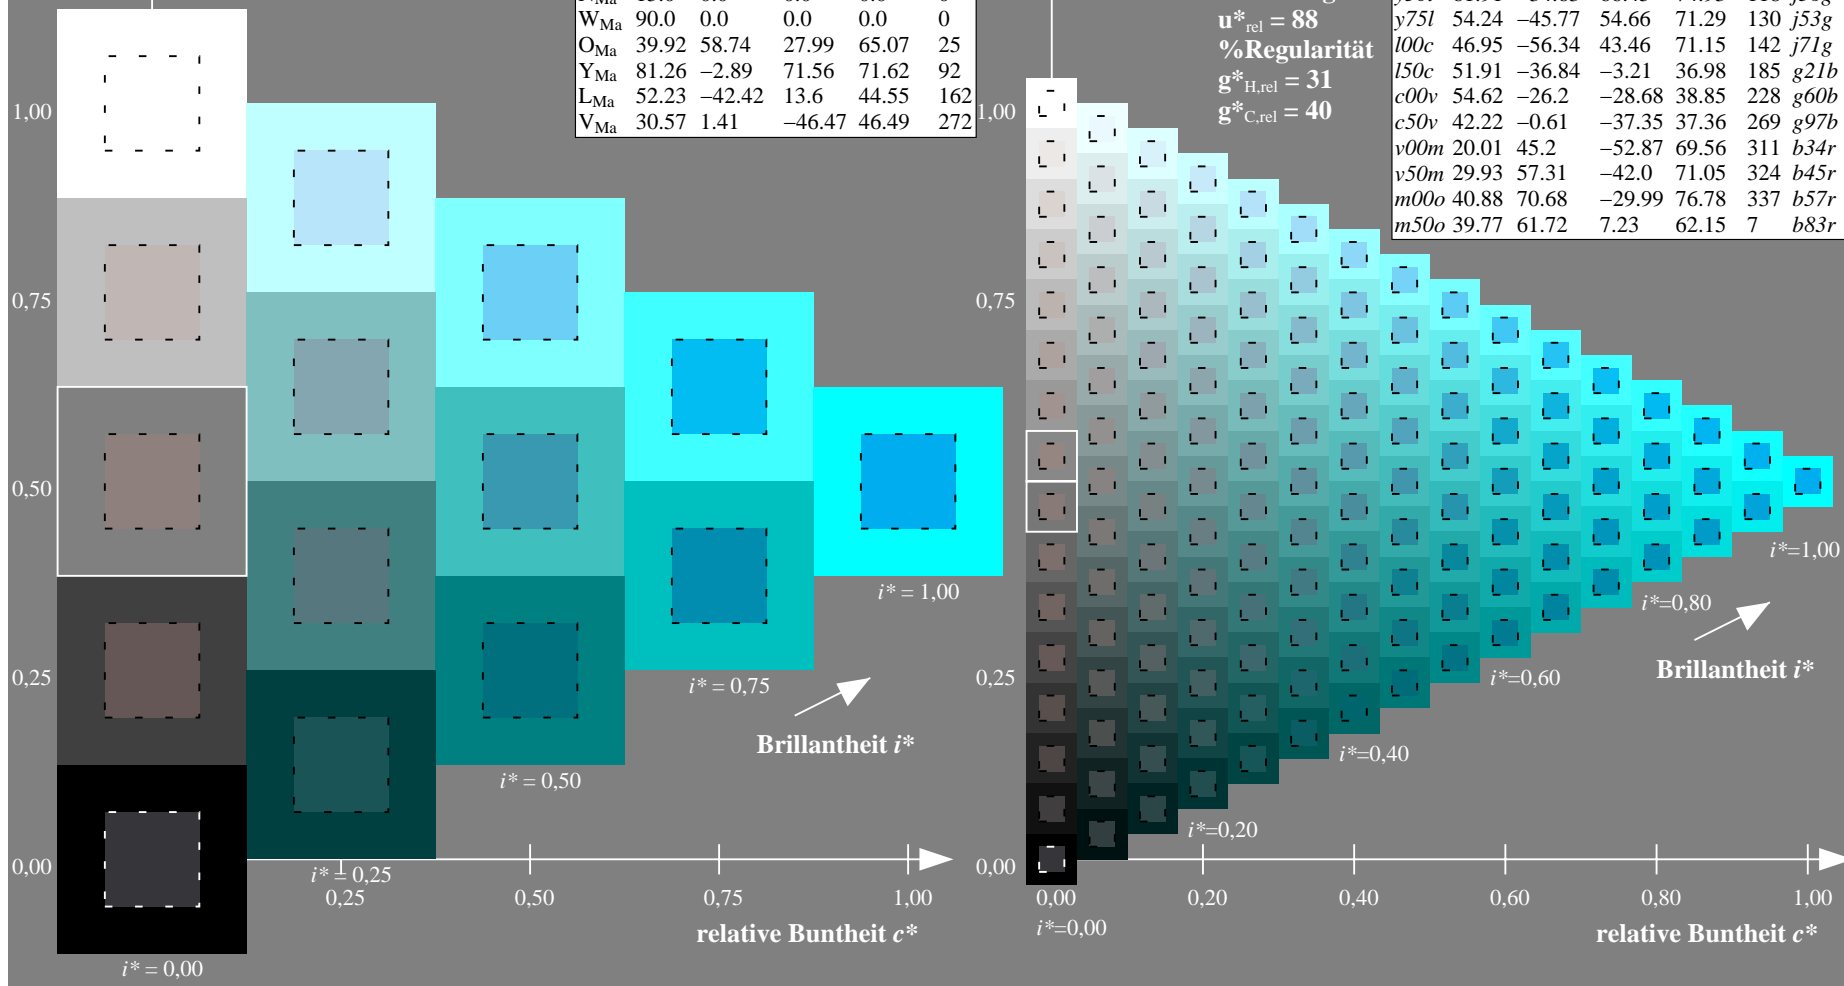 W_Ma 90.0 0.0 0.0 0.0 0
O_Ma 39.92 58.74 27.99 65.07 25
Y_Ma 81.26 −2.89 71.56 71.62 92
L_Ma 52.23 −42.42 13.6 44.55 162
V_Ma 30.57 1.41 −46.47 46.49 272
u*_rel = 88
%Regularität
g*_H,rel = 31
g*_C,rel = 40
y75l 54.24 −45.77 54.66 71.29 130 j53g
l00c 46.95 −56.34 43.46 71.15 142 j71g
l50c 51.91 −36.84 −3.21 36.98 185 g21b
c00v 54.62 −26.2 −28.68 38.85 228 g60b
c50v 42.22 −0.61 −37.35 37.36 269 g97b
v00m 20.01 45.2 −52.87 69.56 311 b34r
v50m 29.93 57.31 −42.0 71.05 324 b45r
m00o 40.88 70.68 −29.99 76.78 337 b57r
m50o 39.77 61.72 7.23 62.15 7 b83r
1,00
0,75
0,50
0,25
0,00
i* = 1,00
i* = 0,75
Brillantheit i*
i* = 0,50
i* = 0,25
i* = 0,00
0,25 0,50 0,75 1,00
relative Buntheit c*
1,00
0,75
0,50
0,25
0,00
i*=1,00
i*=0,80
Brillantheit i*
i*=0,60
i*=0,40
i*=0,20
0,00 0,20 0,40 0,60 0,80 1,00
i*=0,00
relative Buntheit c*